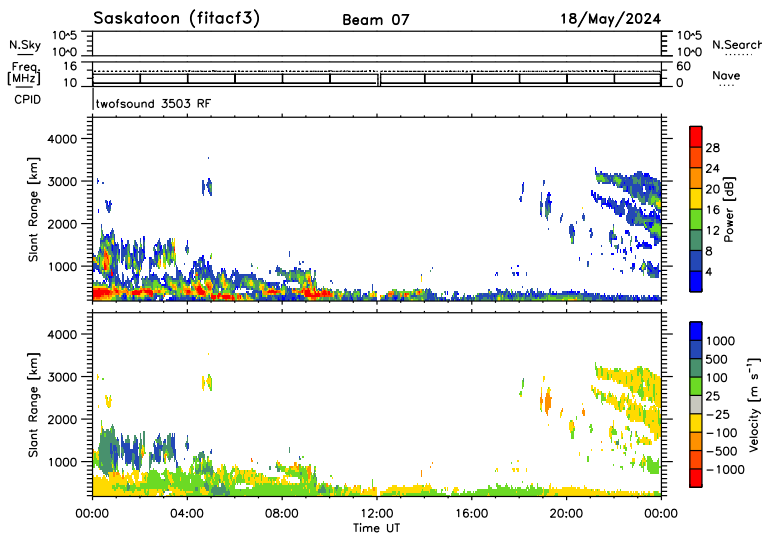 Saskatoon (fitacf3) Beam 07 18/May/2024
N.Sky 10^5 10^0 10^5 10^0 N.Search
Freq. [MHz] 16 10 60 0 Nave
CPID twofsound 3503 RF
Slant Range [km] 4000 3000 2000 1000
Power [dB] 28 24 20 16 12 8 4
Slant Range [km] 4000 3000 2000 1000
Velocity [m s⁻¹] 1000 500 100 25 -25 -100 -500 -1000
00:00 04:00 08:00 12:00 16:00 20:00 00:00
Time UT